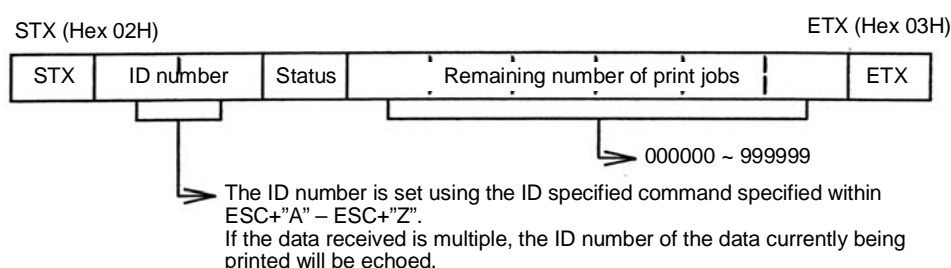 STX (Hex 02H) ETX (Hex 03H)
STX ID number Status Remaining number of print jobs ETX
000000 ~ 999999
The ID number is set using the ID specified command specified within
ESC+”A” – ESC+”Z”.
If the data received is multiple, the ID number of the data currently being
printed will be echoed.